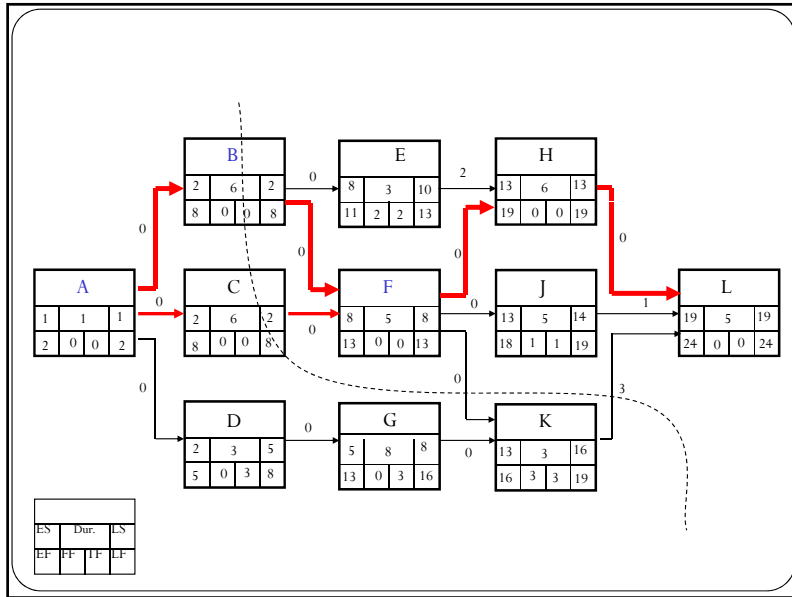 B
2 6 2
8 0 0 8
0
E
8 3 10
11 2 2 13
2
H
13 6 13
19 0 0 19
0
0
0
0
A
1 1 1
2 0 0 2
0
C
2 6 2
8 0 0 8
0
F
8 5 8
13 0 0 13
0
J
13 5 14
18 1 1 19
1
L
19 5 19
24 0 0 24
0
0
3
D
2 3 5
5 0 3 8
0
G
5 8 8
13 0 3 16
0
K
13 3 16
16 3 3 19
ES Dur. LS
EF FF TF LF